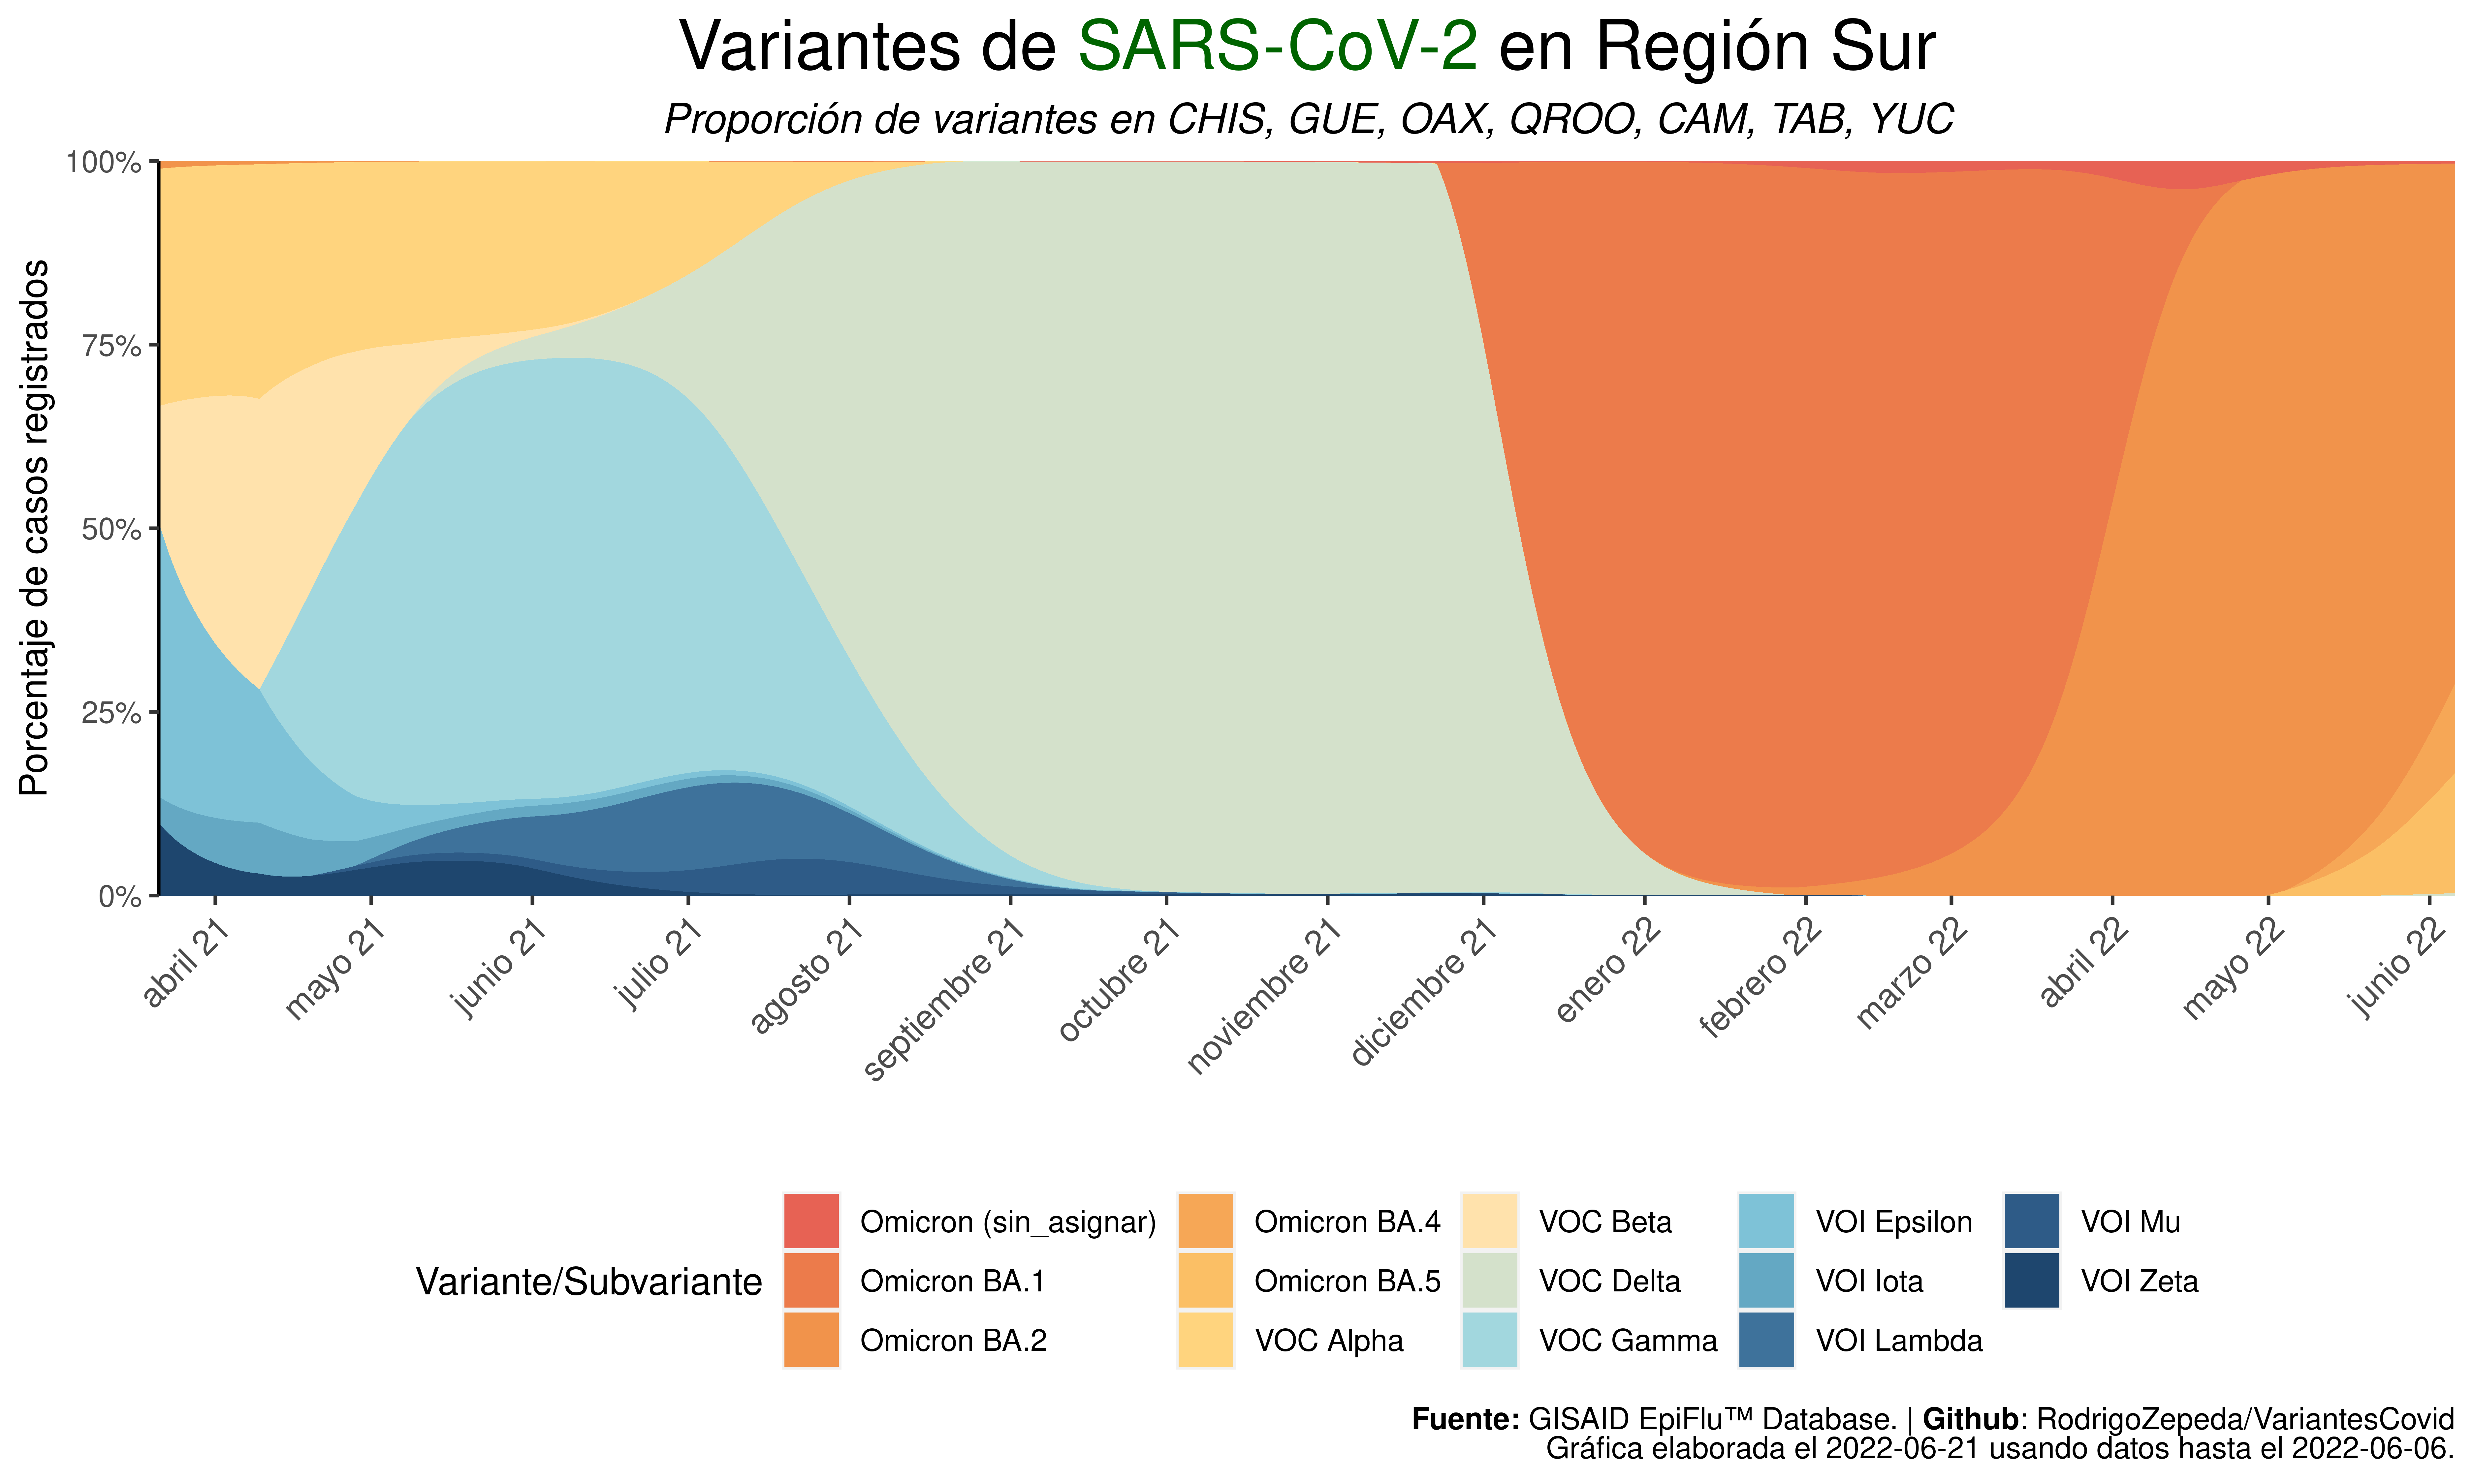 Variantes de SARS-CoV-2 en Región Sur
Proporción de variantes en CHIS, GUE, OAX, QROO, CAM, TAB, YUC
Porcentaje de casos registrados
100%
75%
50%
25%
0%
abril 21
mayo 21
junio 21
julio 21
agosto 21
septiembre 21
octubre 21
noviembre 21
diciembre 21
enero 22
febrero 22
marzo 22
abril 22
mayo 22
junio 22
Variante/Subvariante
Omicron (sin_asignar)
Omicron BA.1
Omicron BA.2
Omicron BA.4
Omicron BA.5
VOC Alpha
VOC Beta
VOC Delta
VOC Gamma
VOI Epsilon
VOI Iota
VOI Lambda
VOI Mu
VOI Zeta
Fuente: GISAID EpiFlu™ Database. | Github: RodrigoZepeda/VariantesCovid
Gráfica elaborada el 2022-06-21 usando datos hasta el 2022-06-06.